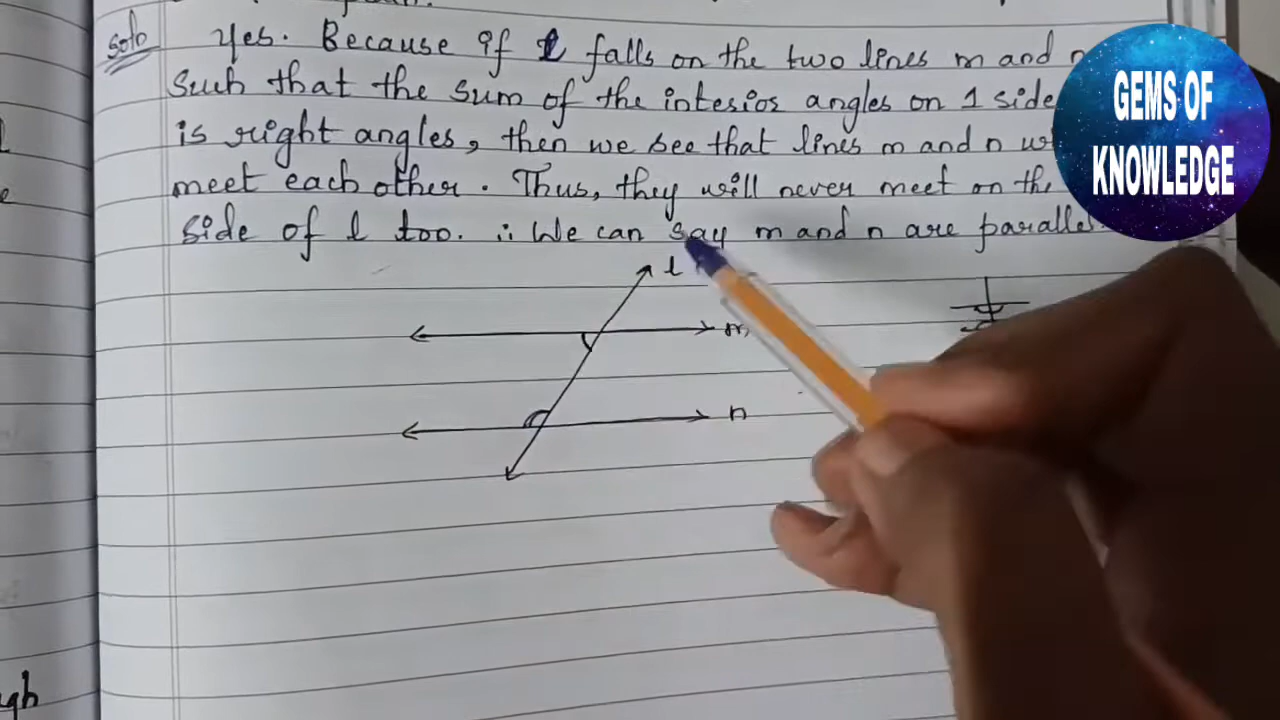 Soln Yes. Because if l falls on the two lines m and n
Such that the sum of the interior angles on 1 side
is right angles, then we see that lines m and n
meet each other. Thus, they will never meet on the
side of l too. ∴ We can say m and n are parallel
l
m
n
ugh
GEMS OF
KNOWLEDGE